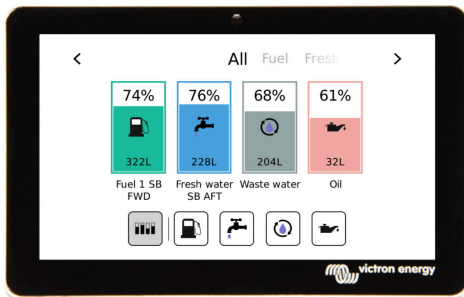 All Fuel Fresh
74% 76% 68% 61%
322L 228L 204L 32L
Fuel 1 SB Fresh water Waste water Oil
FWD SB AFT
victron energy